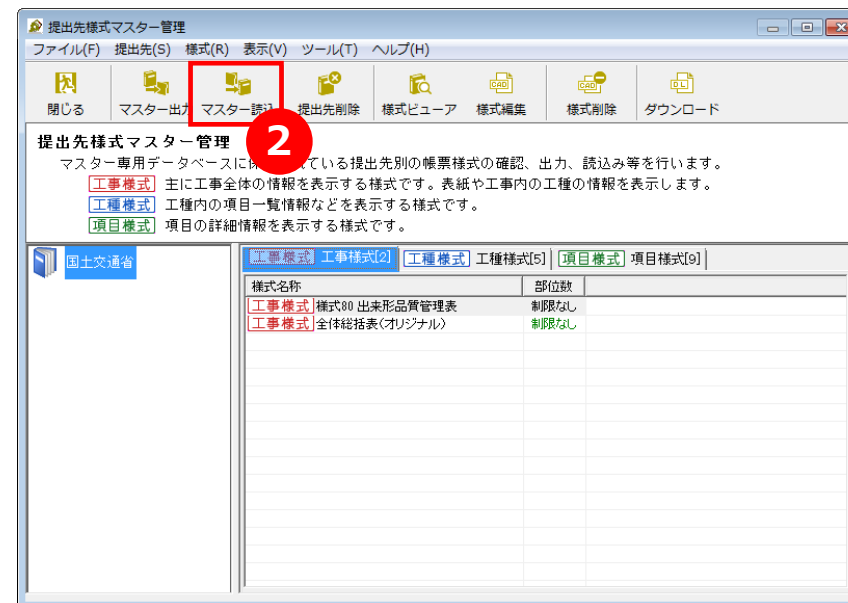 提出先様式マスター管理
ファイル(F) 提出先(S) 様式(R) 表示(V) ツール(T) ヘルプ(H)
閉じる マスター出力 マスター読込 提出先削除 様式ビューア 様式編集 様式削除 ダウンロード
2
提出先様式マスター管理
マスター専用データベースに れている提出先別の帳票様式の確認、出力、読込み等を行います。
工事様式 主に工事全体の情報を表示する様式です。表紙や工事内の工種の情報を表示します。
工種様式 工種内の項目一覧情報などを表示する様式です。
項目様式 項目の詳細情報を表示する様式です。
国土交通省
工事様式 工事様式[2] 工種様式 工種様式[5] 項目様式 項目様式[9]
様式名称 部位数
工事様式 様式80 出来形品質管理表 制限なし
工事様式 全体総括表(オリジナル) 制限なし